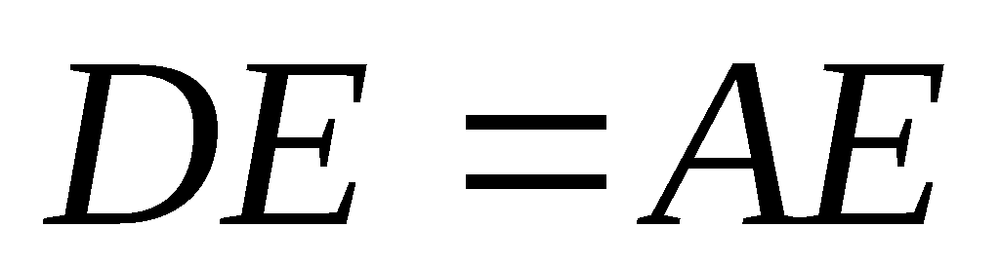 DE = AE